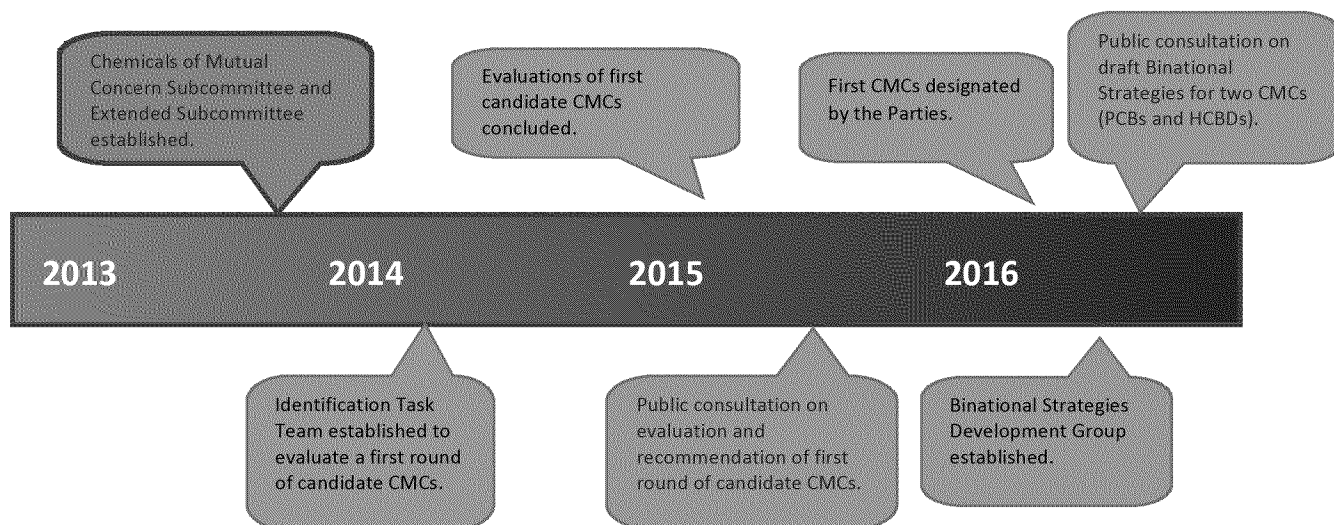 Chemicals of Mutual
Concern Subcommittee and
Extended Subcommittee
established.
Evaluations of first
candidate CMCs
concluded.
First CMCs designated
by the Parties.
Public consultation on
draft Binational
Strategies for two CMCs
(PCBs and HCBDs).
2013
2014
2015
2016
Identification Task
Team established to
evaluate a first round
of candidate CMCs.
Public consultation on
evaluation and
recommendation of first
round of candidate CMCs.
Binational Strategies
Development Group
established.